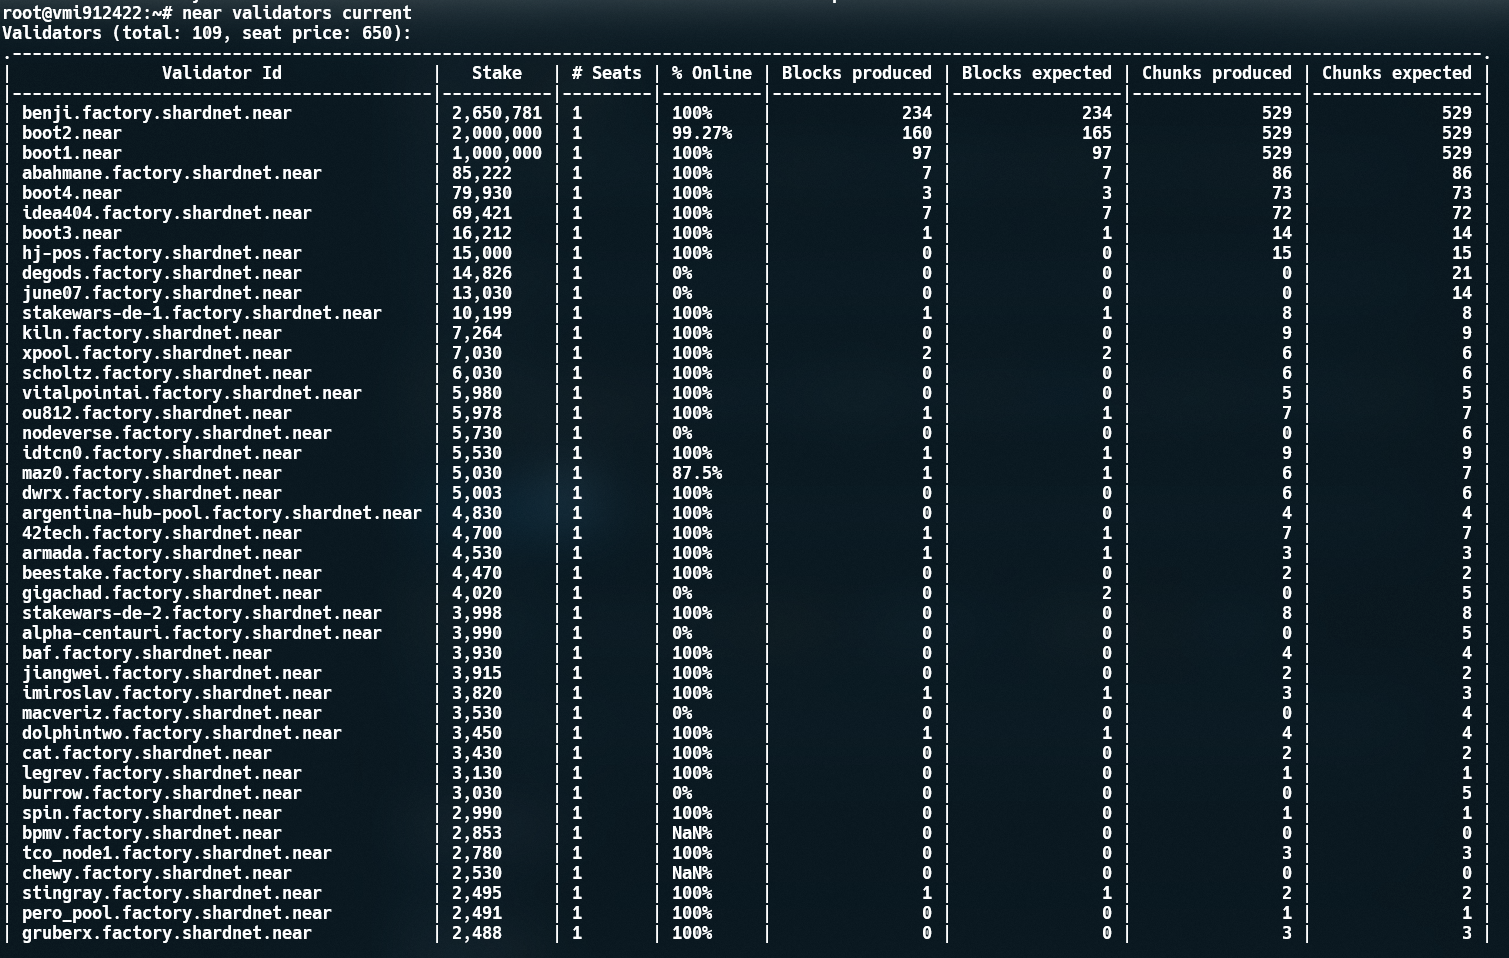 root@vmi912422:~# near validators current
Validators (total: 109, seat price: 650):
.---------------------------------------------------------------------------------------------------------------------------------------------------.
|               Validator Id               |   Stake   | # Seats | % Online | Blocks produced | Blocks expected | Chunks produced | Chunks expected |
|------------------------------------------|-----------|---------|----------|-----------------|-----------------|-----------------|-----------------|
| benji.factory.shardnet.near              | 2,650,781 | 1       | 100%     |             234 |             234 |             529 |             529 |
| boot2.near                               | 2,000,000 | 1       | 99.27%   |             160 |             165 |             529 |             529 |
| boot1.near                               | 1,000,000 | 1       | 100%     |              97 |              97 |             529 |             529 |
| abahmane.factory.shardnet.near           | 85,222    | 1       | 100%     |               7 |               7 |              86 |              86 |
| boot4.near                               | 79,930    | 1       | 100%     |               3 |               3 |              73 |              73 |
| idea404.factory.shardnet.near            | 69,421    | 1       | 100%     |               7 |               7 |              72 |              72 |
| boot3.near                               | 16,212    | 1       | 100%     |               1 |               1 |              14 |              14 |
| hj-pos.factory.shardnet.near             | 15,000    | 1       | 100%     |               0 |               0 |              15 |              15 |
| degods.factory.shardnet.near             | 14,826    | 1       | 0%       |               0 |               0 |               0 |              21 |
| june07.factory.shardnet.near             | 13,030    | 1       | 0%       |               0 |               0 |               0 |              14 |
| stakewars-de-1.factory.shardnet.near     | 10,199    | 1       | 100%     |               1 |               1 |               8 |               8 |
| kiln.factory.shardnet.near               | 7,264     | 1       | 100%     |               0 |               0 |               9 |               9 |
| xpool.factory.shardnet.near              | 7,030     | 1       | 100%     |               2 |               2 |               6 |               6 |
| scholtz.factory.shardnet.near            | 6,030     | 1       | 100%     |               0 |               0 |               6 |               6 |
| vitalpointai.factory.shardnet.near       | 5,980     | 1       | 100%     |               0 |               0 |               5 |               5 |
| ou812.factory.shardnet.near              | 5,978     | 1       | 100%     |               1 |               1 |               7 |               7 |
| nodeverse.factory.shardnet.near          | 5,730     | 1       | 0%       |               0 |               0 |               0 |               6 |
| idtcn0.factory.shardnet.near             | 5,530     | 1       | 100%     |               1 |               1 |               9 |               9 |
| maz0.factory.shardnet.near               | 5,030     | 1       | 87.5%    |               1 |               1 |               6 |               7 |
| dwrx.factory.shardnet.near               | 5,003     | 1       | 100%     |               0 |               0 |               6 |               6 |
| argentina-hub-pool.factory.shardnet.near | 4,830     | 1       | 100%     |               0 |               0 |               4 |               4 |
| 42tech.factory.shardnet.near             | 4,700     | 1       | 100%     |               1 |               1 |               7 |               7 |
| armada.factory.shardnet.near             | 4,530     | 1       | 100%     |               1 |               1 |               3 |               3 |
| beestake.factory.shardnet.near           | 4,470     | 1       | 100%     |               0 |               0 |               2 |               2 |
| gigachad.factory.shardnet.near           | 4,020     | 1       | 0%       |               0 |               2 |               0 |               5 |
| stakewars-de-2.factory.shardnet.near     | 3,998     | 1       | 100%     |               0 |               0 |               8 |               8 |
| alpha-centauri.factory.shardnet.near     | 3,990     | 1       | 0%       |               0 |               0 |               0 |               5 |
| baf.factory.shardnet.near                | 3,930     | 1       | 100%     |               0 |               0 |               4 |               4 |
| jiangwei.factory.shardnet.near           | 3,915     | 1       | 100%     |               0 |               0 |               2 |               2 |
| imiroslav.factory.shardnet.near          | 3,820     | 1       | 100%     |               1 |               1 |               3 |               3 |
| macveriz.factory.shardnet.near           | 3,530     | 1       | 0%       |               0 |               0 |               0 |               4 |
| dolphintwo.factory.shardnet.near         | 3,450     | 1       | 100%     |               1 |               1 |               4 |               4 |
| cat.factory.shardnet.near                | 3,430     | 1       | 100%     |               0 |               0 |               2 |               2 |
| legrev.factory.shardnet.near             | 3,130     | 1       | 100%     |               0 |               0 |               1 |               1 |
| burrow.factory.shardnet.near             | 3,030     | 1       | 0%       |               0 |               0 |               0 |               5 |
| spin.factory.shardnet.near               | 2,990     | 1       | 100%     |               0 |               0 |               1 |               1 |
| bpmv.factory.shardnet.near               | 2,853     | 1       | NaN%     |               0 |               0 |               0 |               0 |
| tco_node1.factory.shardnet.near          | 2,780     | 1       | 100%     |               0 |               0 |               3 |               3 |
| chewy.factory.shardnet.near              | 2,530     | 1       | NaN%     |               0 |               0 |               0 |               0 |
| stingray.factory.shardnet.near           | 2,495     | 1       | 100%     |               1 |               1 |               2 |               2 |
| pero_pool.factory.shardnet.near          | 2,491     | 1       | 100%     |               0 |               0 |               1 |               1 |
| gruberx.factory.shardnet.near            | 2,488     | 1       | 100%     |               0 |               0 |               3 |               3 |